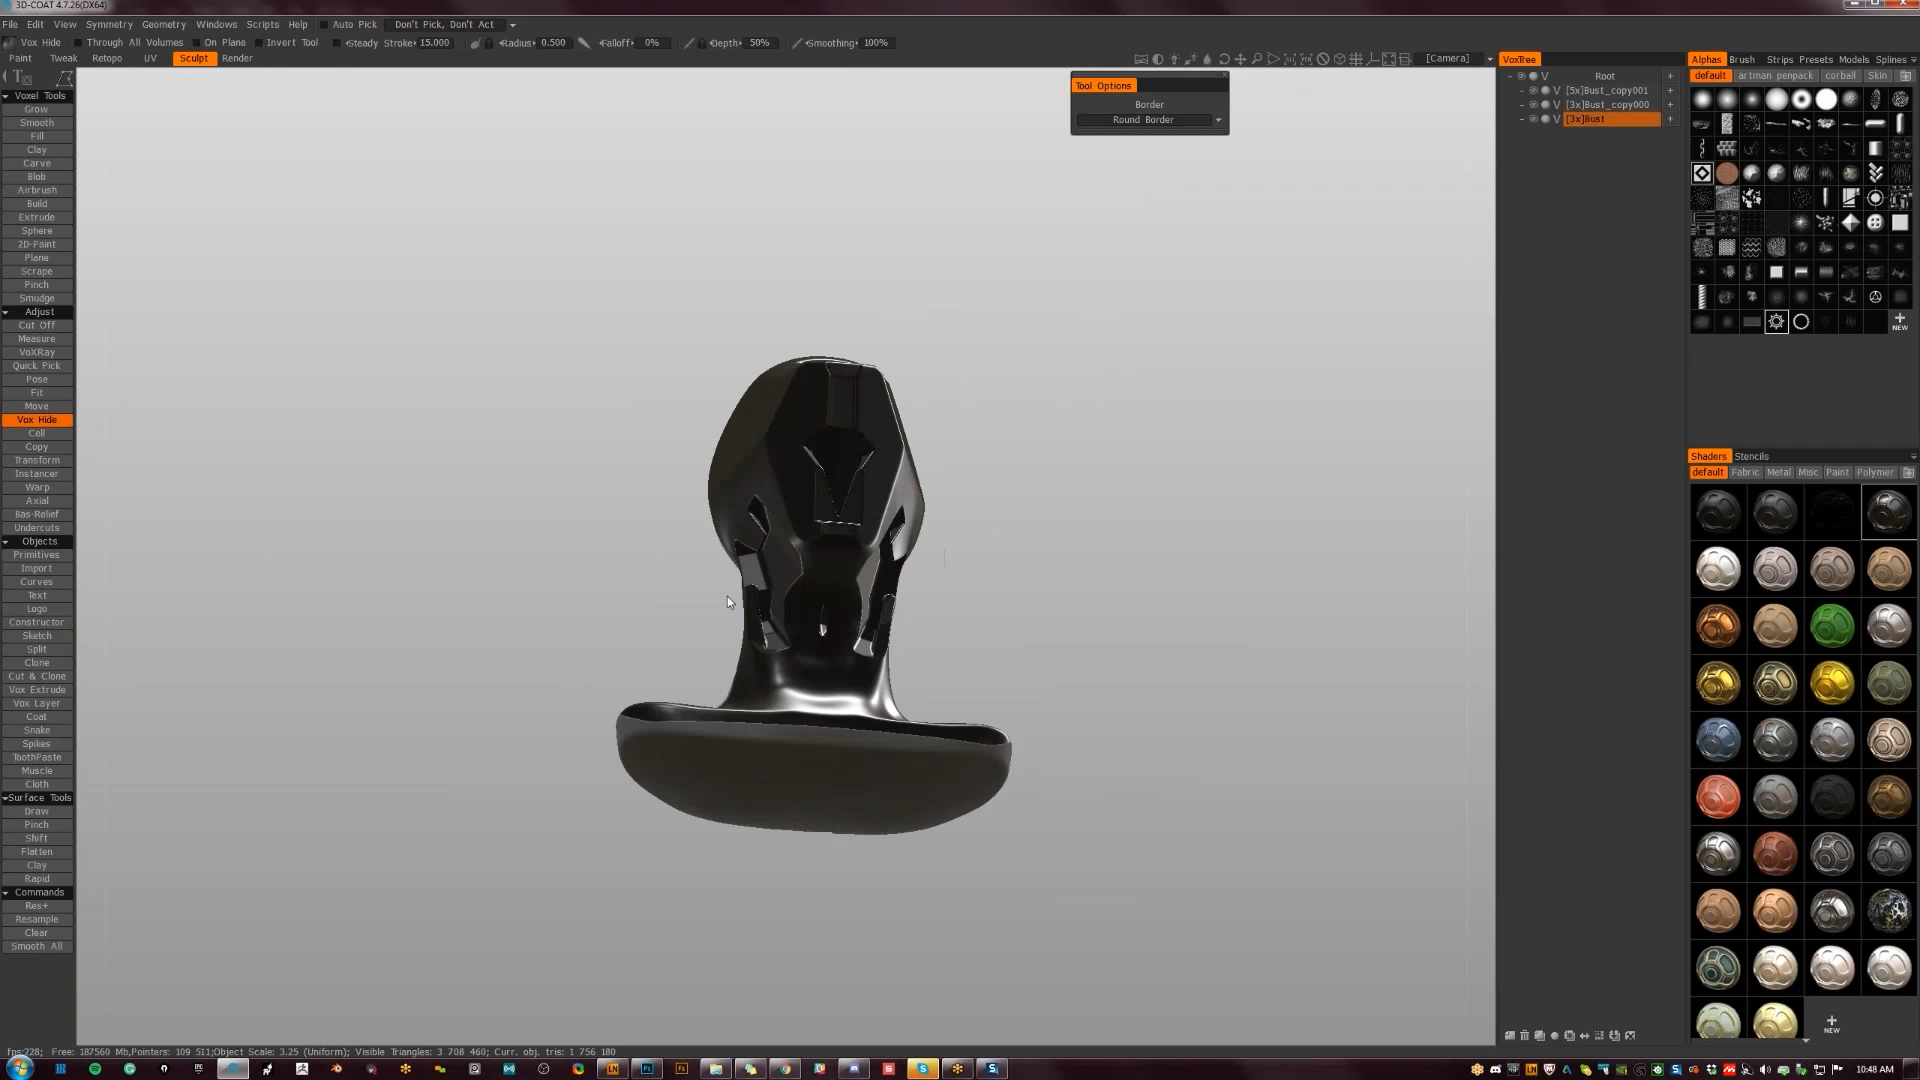 3D-COAT 4.7.26(DX64)
File Edit View Symmetry Geometry Windows Scripts Help Auto Pick Don't Pick, Don't Act
Vox Hide Through All Volumes On Plane Invert Tool Steady Stroke 15.000 Radius 0.500 Falloff 0% Depth 50% Smoothing 100%
Paint Tweak Retopo UV Sculpt Render [Camera]
Voxel Tools
Grow
Smooth
Fill
Clay
Carve
Blob
Airbrush
Build
Extrude
Sphere
2D-Paint
Plane
Scrape
Pinch
Smudge
Adjust
Cut Off
Measure
VoXRay
Quick Pick
Pose
Fit
Move
Vox Hide
Cell
Copy
Transform
Instancer
Warp
Axial
Bas-Relief
Undercuts
Objects
Primitives
Import
Curves
Text
Logo
Constructor
Sketch
Split
Clone
Cut & Clone
Vox Extrude
Vox Layer
Coat
Snake
Spikes
ToothPaste
Muscle
Cloth
Surface Tools
Draw
Pinch
Shift
Flatten
Clay
Rapid
Commands
Res+
Resample
Clear
Smooth All
Tool Options
Border
Round Border
VoxTree
V Root +
V [5x]Bust_copy001 +
V [3x]Bust_copy000 +
V [3x]Bust +
Alphas Brush Strips Presets Models Splines
default artman penpack corball Skin
NEW
Shaders Stencils
default Fabric Metal Misc Paint Polymer
NEW
fps:228; Free: 187560 Mb,Pointers: 109 511;Object Scale: 3.25 (Uniform); Visible Triangles: 3 708 460; Curr. obj. tris: 1 756 180
10:48 AM